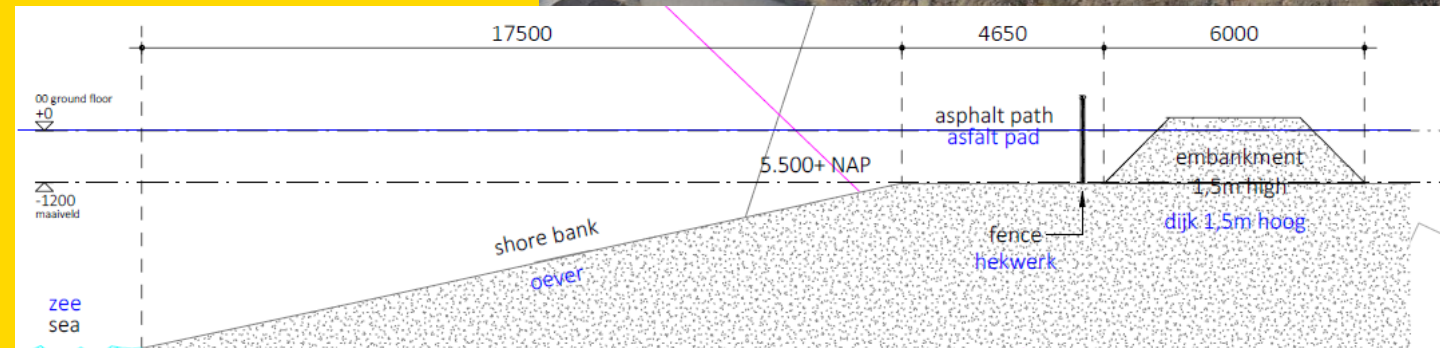 17500
4650
6000
00 ground floor
+0
asphalt path
asfalt pad
5.500+ NAP
embankment
1,5m high
-1200
maaiveld
dijk 1,5m hoog
shore bank
oever
fence
hekwerk
zee
sea